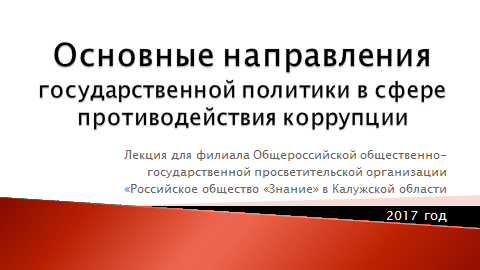 Основные направления
государственной политики в сфере
противодействия коррупции
Лекция для филиала Общероссийской общественно-
государственной просветительской организации
«Российское общество «Знание» в Калужской области
2017 год